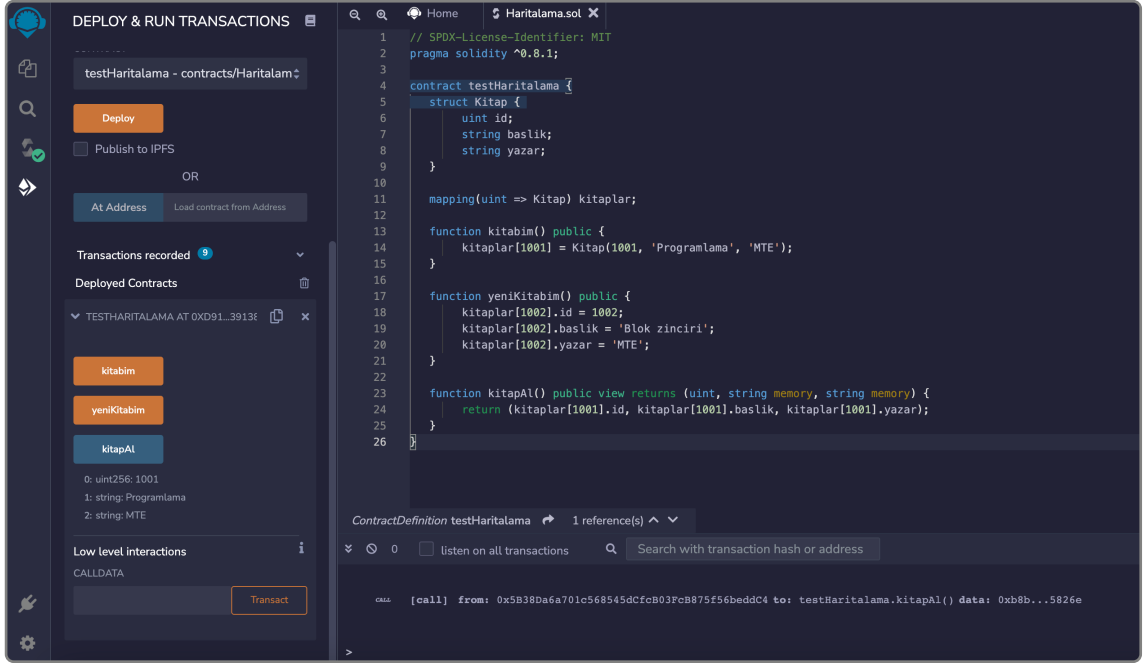 DEPLOY & RUN TRANSACTIONS
testHaritalama - contracts/Haritalam
Deploy
Publish to IPFS
OR
At Address
Load contract from Address
Transactions recorded 9
Deployed Contracts
TESTHARITALAMA AT 0XD91...39138
kitabim
yeniKitabim
kitapAl
0: uint256: 1001
1: string: Programlama
2: string: MTE
Low level interactions
i
CALLDATA
Transact
Home
Haritalama.sol
1 // SPDX-License-Identifier: MIT
2 pragma solidity ^0.8.1;
3
4 contract testHaritalama {
5 struct Kitap {
6 uint id;
7 string baslik;
8 string yazar;
9 }
10
11 mapping(uint => Kitap) kitaplar;
12
13 function kitabim() public {
14 kitaplar[1001] = Kitap(1001, 'Programlama', 'MTE');
15 }
16
17 function yeniKitabim() public {
18 kitaplar[1002].id = 1002;
19 kitaplar[1002].baslik = 'Blok zinciri';
20 kitaplar[1002].yazar = 'MTE';
21 }
22
23 function kitapAl() public view returns (uint, string memory, string memory) {
24 return (kitaplar[1001].id, kitaplar[1001].baslik, kitaplar[1001].yazar);
25 }
26 }
ContractDefinition testHaritalama 1 reference(s)
0 listen on all transactions Search with transaction hash or address
CALL [call] from: 0x5B38Da6a701c568545dCfcB03FcB875f56beddC4 to: testHaritalama.kitapAl() data: 0xb8b...5826e
>